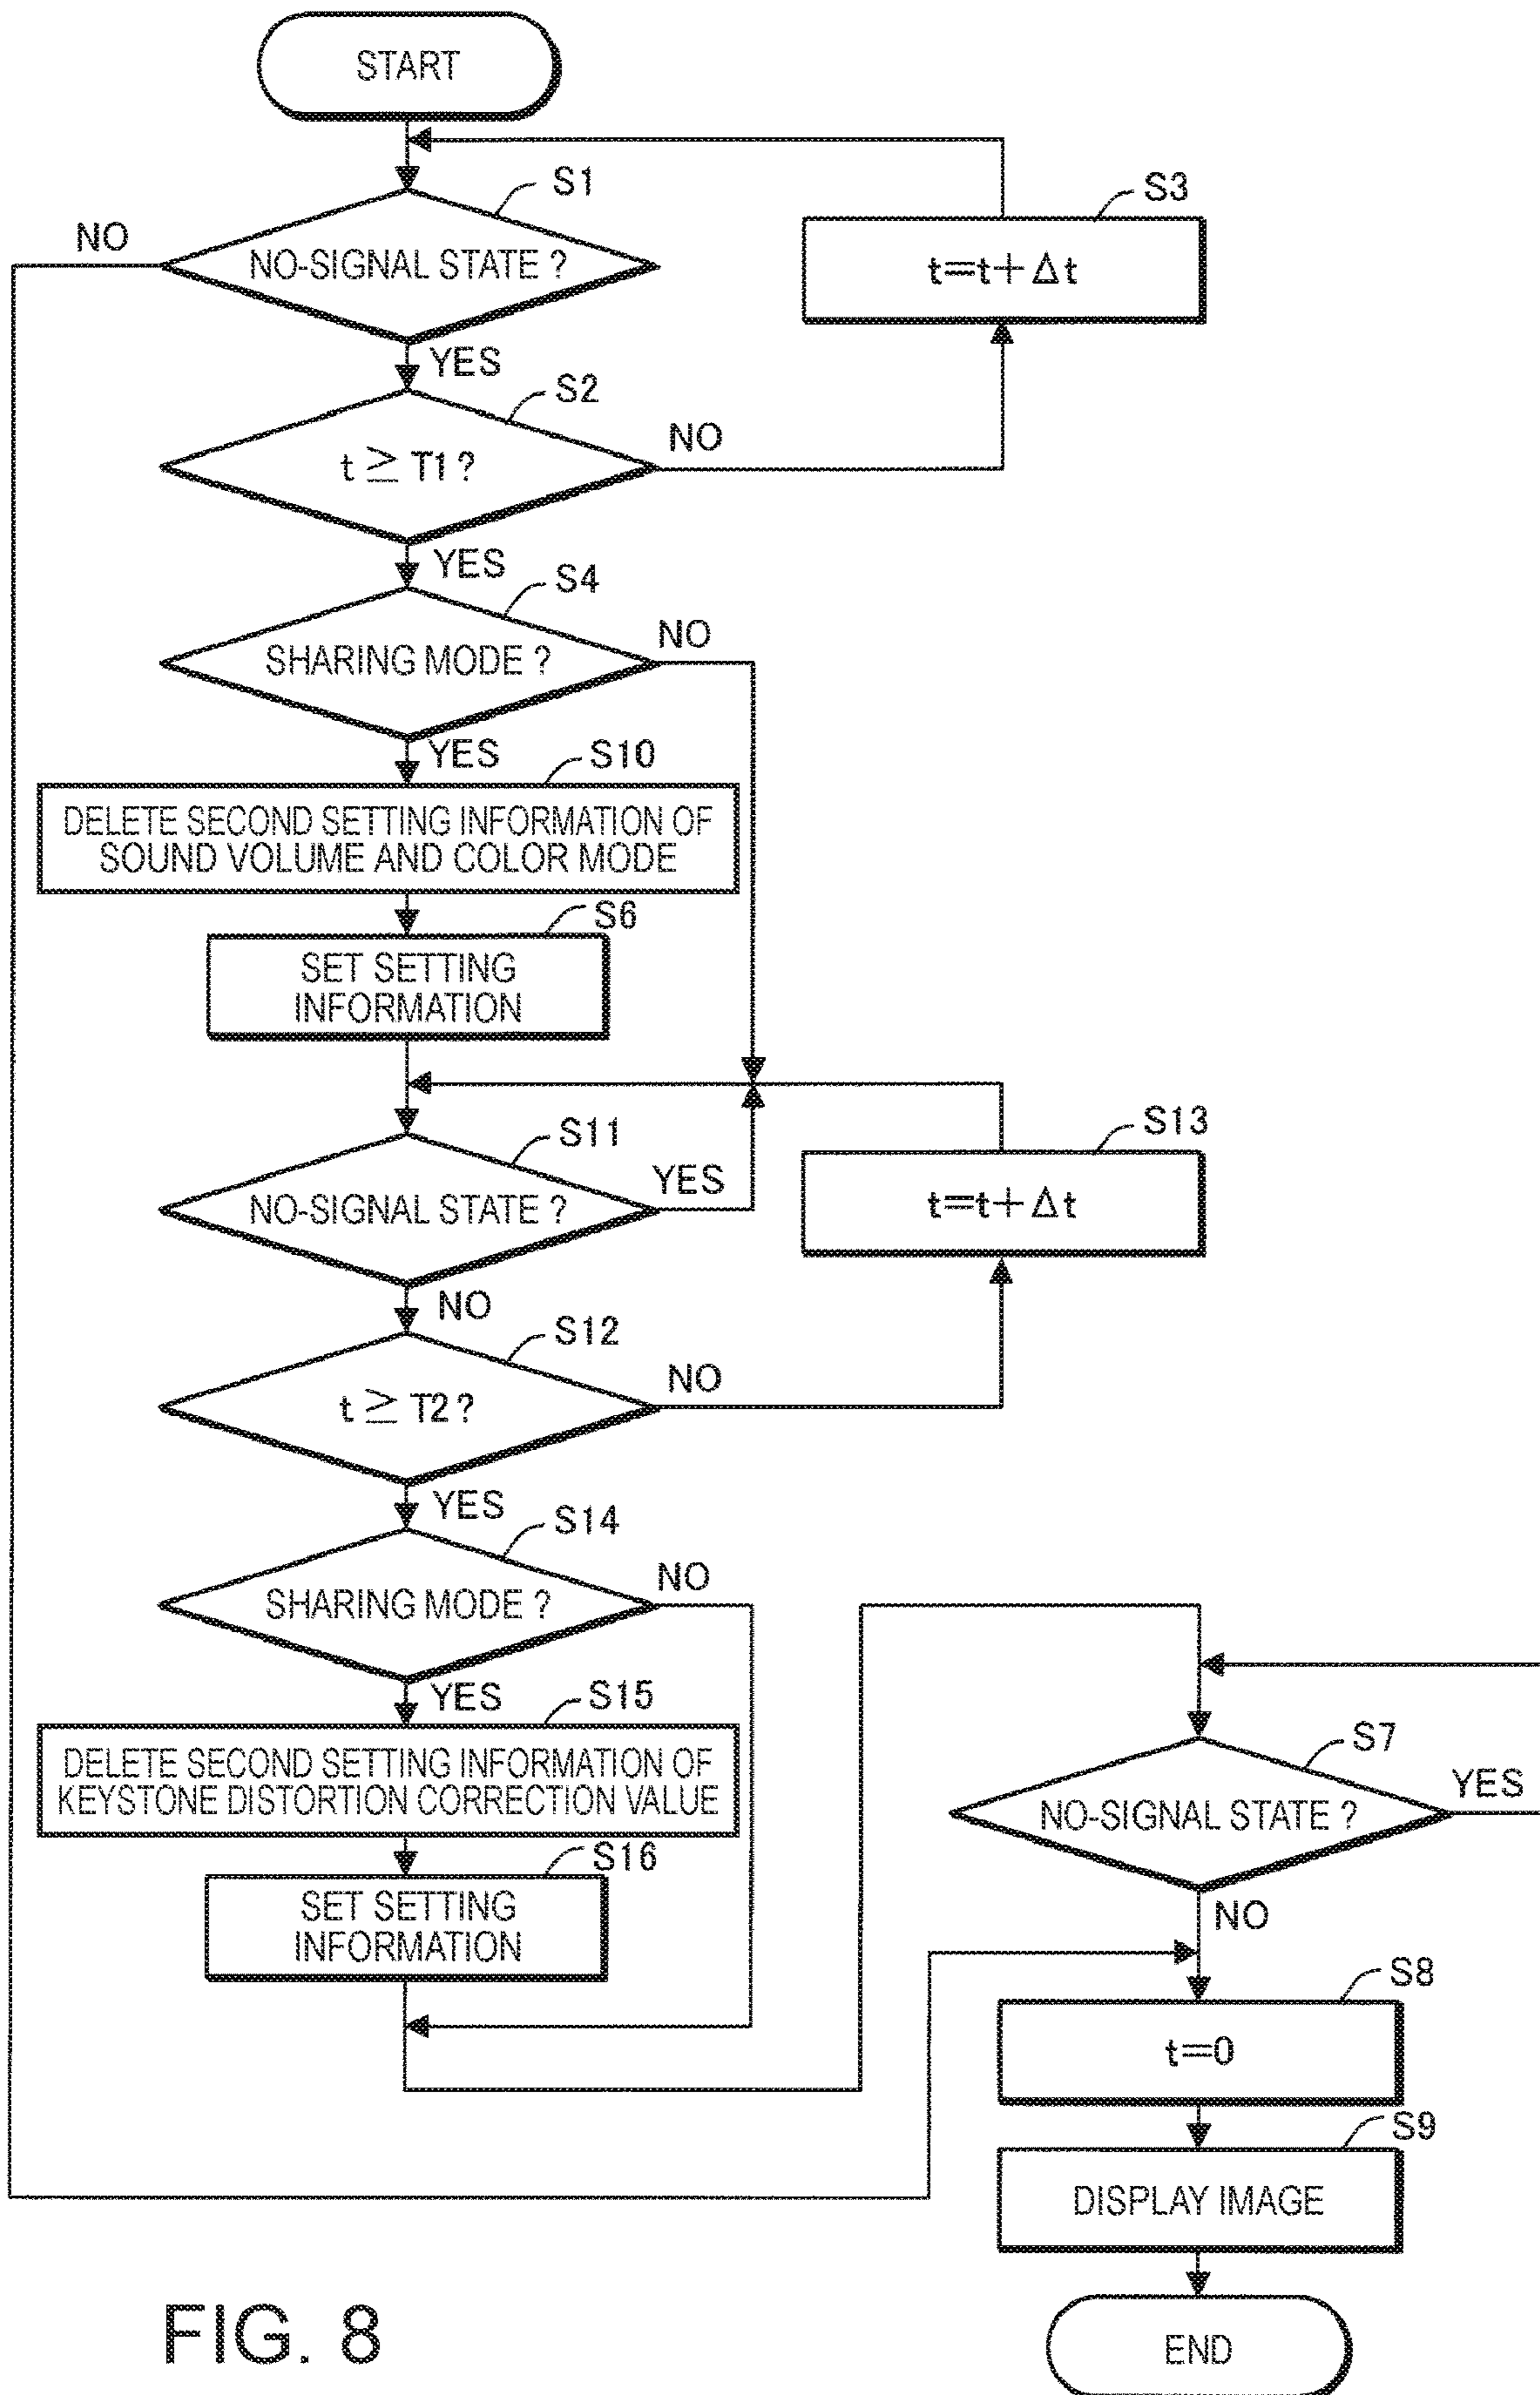 START
S1
S3
NO
NO-SIGNAL STATE ?
t=t+Δt
YES
S2
t ≧ T1 ?
NO
YES
S4
SHARING MODE ?
NO
YES
S10
DELETE SECOND SETTING INFORMATION OF
SOUND VOLUME AND COLOR MODE
S6
SET SETTING
INFORMATION
S11
NO-SIGNAL STATE ?
YES
S13
t=t+Δt
NO
S12
t ≧ T2 ?
NO
YES
S14
SHARING MODE ?
NO
YES
S15
DELETE SECOND SETTING INFORMATION OF
KEYSTONE DISTORTION CORRECTION VALUE
S16
SET SETTING
INFORMATION
S7
NO-SIGNAL STATE ?
YES
NO
S8
t=0
S9
DISPLAY IMAGE
END
FIG. 8